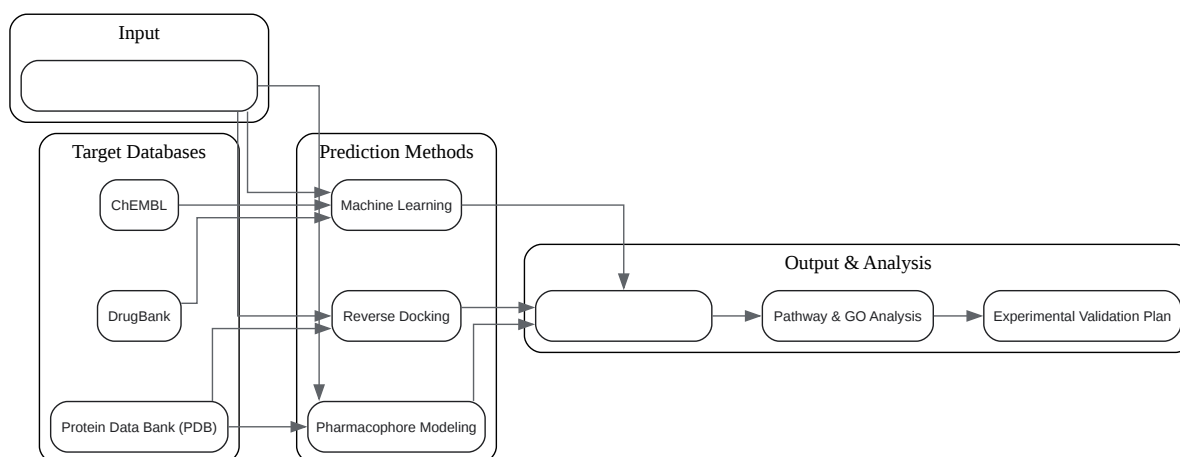 Input
Target Databases
Prediction Methods
ChEMBL
Machine Learning
Output & Analysis
DrugBank
Reverse Docking
Pathway & GO Analysis
Experimental Validation Plan
Protein Data Bank (PDB)
Pharmacophore Modeling